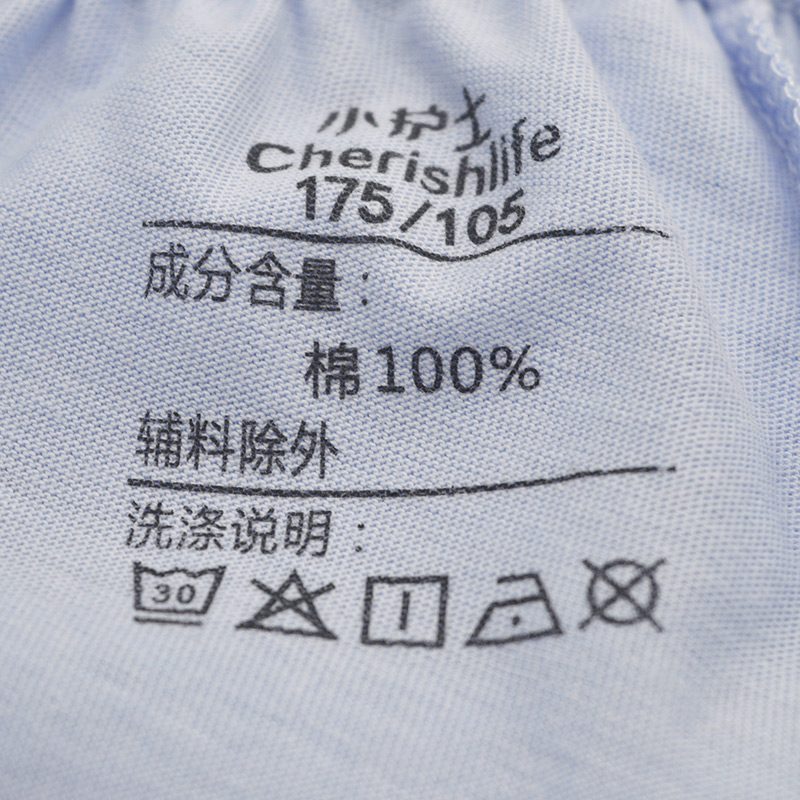 小护士
Cherishlife
175/105
成分含量：
棉100%
辅料除外
洗涤说明：
30